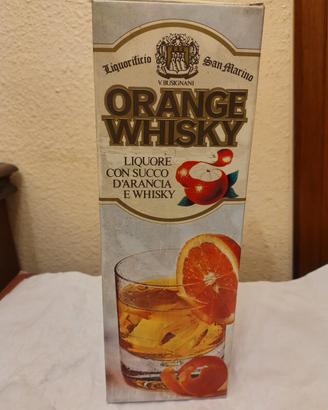 Liquorificio San Marino
V. BUSIGNANI
ORANGE
WHISKY
LIQUORE
CON SUCCO
D'ARANCIA
E WHISKY